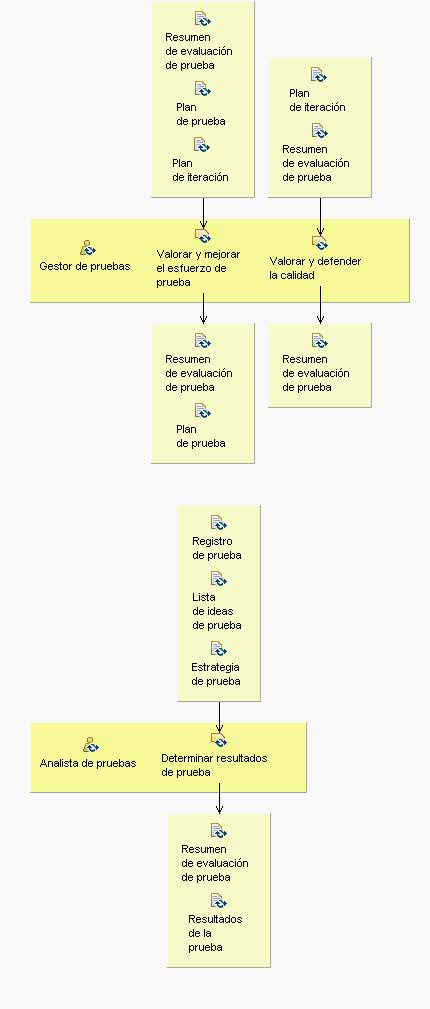 Resumen
de evaluación
de prueba
Plan
de prueba
Plan
de iteración
Plan
de iteración
Resumen
de evaluación
de prueba
Gestor de pruebas
Valorar y mejorar
el esfuerzo de
prueba
Valorar y defender
la calidad
Resumen
de evaluación
de prueba
Plan
de prueba
Resumen
de evaluación
de prueba
Registro
de prueba
Lista
de ideas
de prueba
Estrategia
de prueba
Analista de pruebas
Determinar resultados
de prueba
Resumen
de evaluación
de prueba
Resultados
de la
prueba